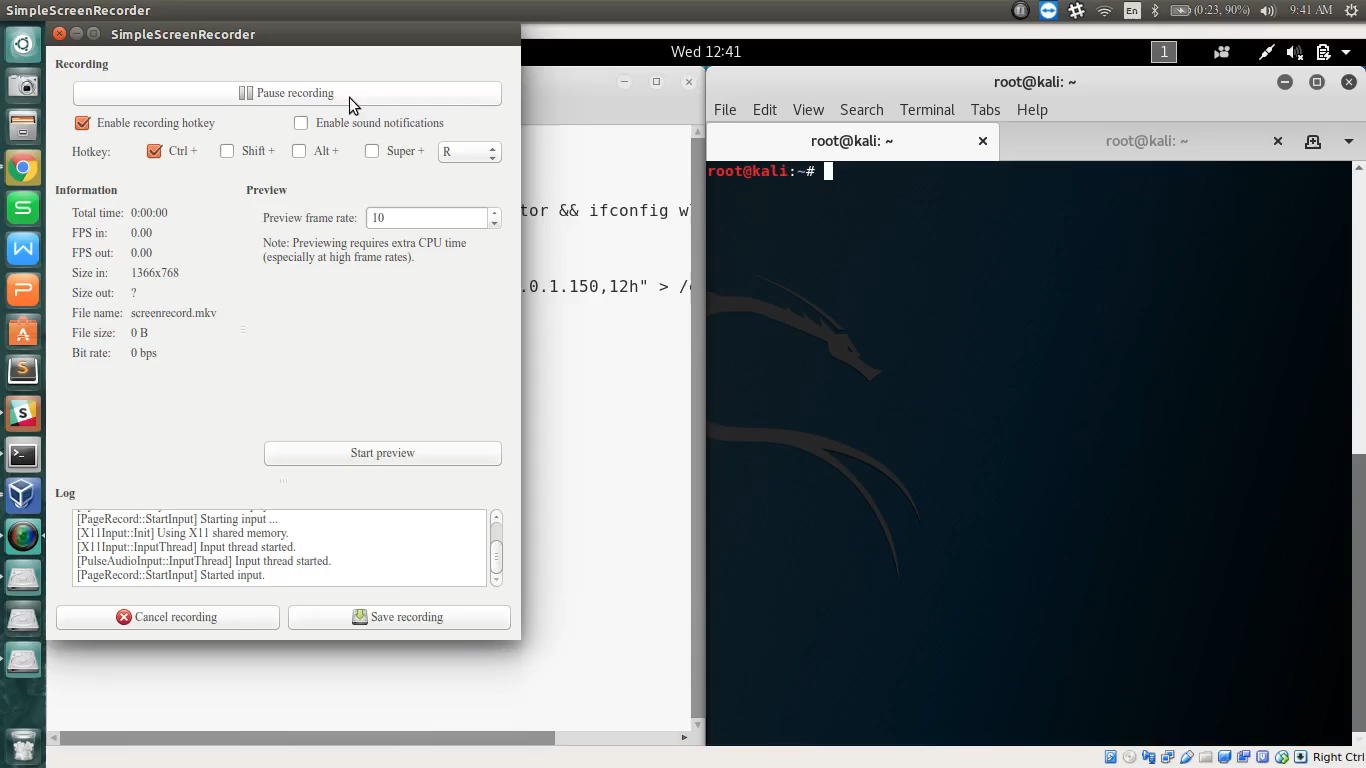 SimpleScreenRecorder
En
(0:23, 90%)
9:41 AM
SimpleScreenRecorder
Recording
Pause recording
Enable recording hotkey
Enable sound notifications
Hotkey:
Ctrl +
Shift +
Alt +
Super +
R
Information
Total time: 0:00:00
FPS in: 0.00
FPS out: 0.00
Size in: 1366x768
Size out: ?
File name: screenrecord.mkv
File size: 0 B
Bit rate: 0 bps
Preview
Preview frame rate: 10
Note: Previewing requires extra CPU time
(especially at high frame rates).
Start preview
Log
[PageRecord::StartInput] Starting input ...
[X11Input::Init] Using X11 shared memory.
[X11Input::InputThread] Input thread started.
[PulseAudioInput::InputThread] Input thread started.
[PageRecord::StartInput] Started input.
Cancel recording
Save recording
Wed 12:41
1
tor && ifconfig w
.0.1.150,12h" > /
root@kali: ~
File Edit View Search Terminal Tabs Help
root@kali: ~
root@kali: ~
root@kali:~#
Right Ctrl